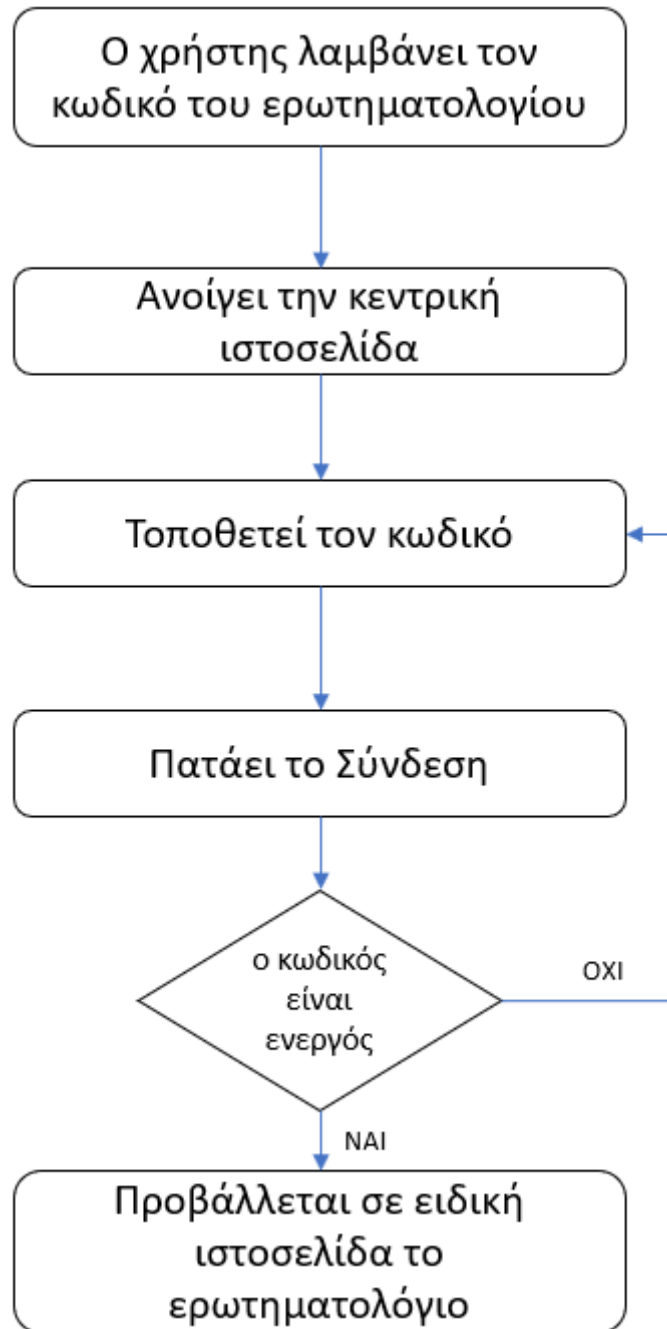 Ο χρήστης λαμβάνει τον
κωδικό του ερωτηματολογίου
Ανοίγει την κεντρική
ιστοσελίδα
Τοποθετεί τον κωδικό
Πατάει το Σύνδεση
ο κωδικός
είναι
ενεργός
ΟΧΙ
ΝΑΙ
Προβάλλεται σε ειδική
ιστοσελίδα το
ερωτηματολόγιο